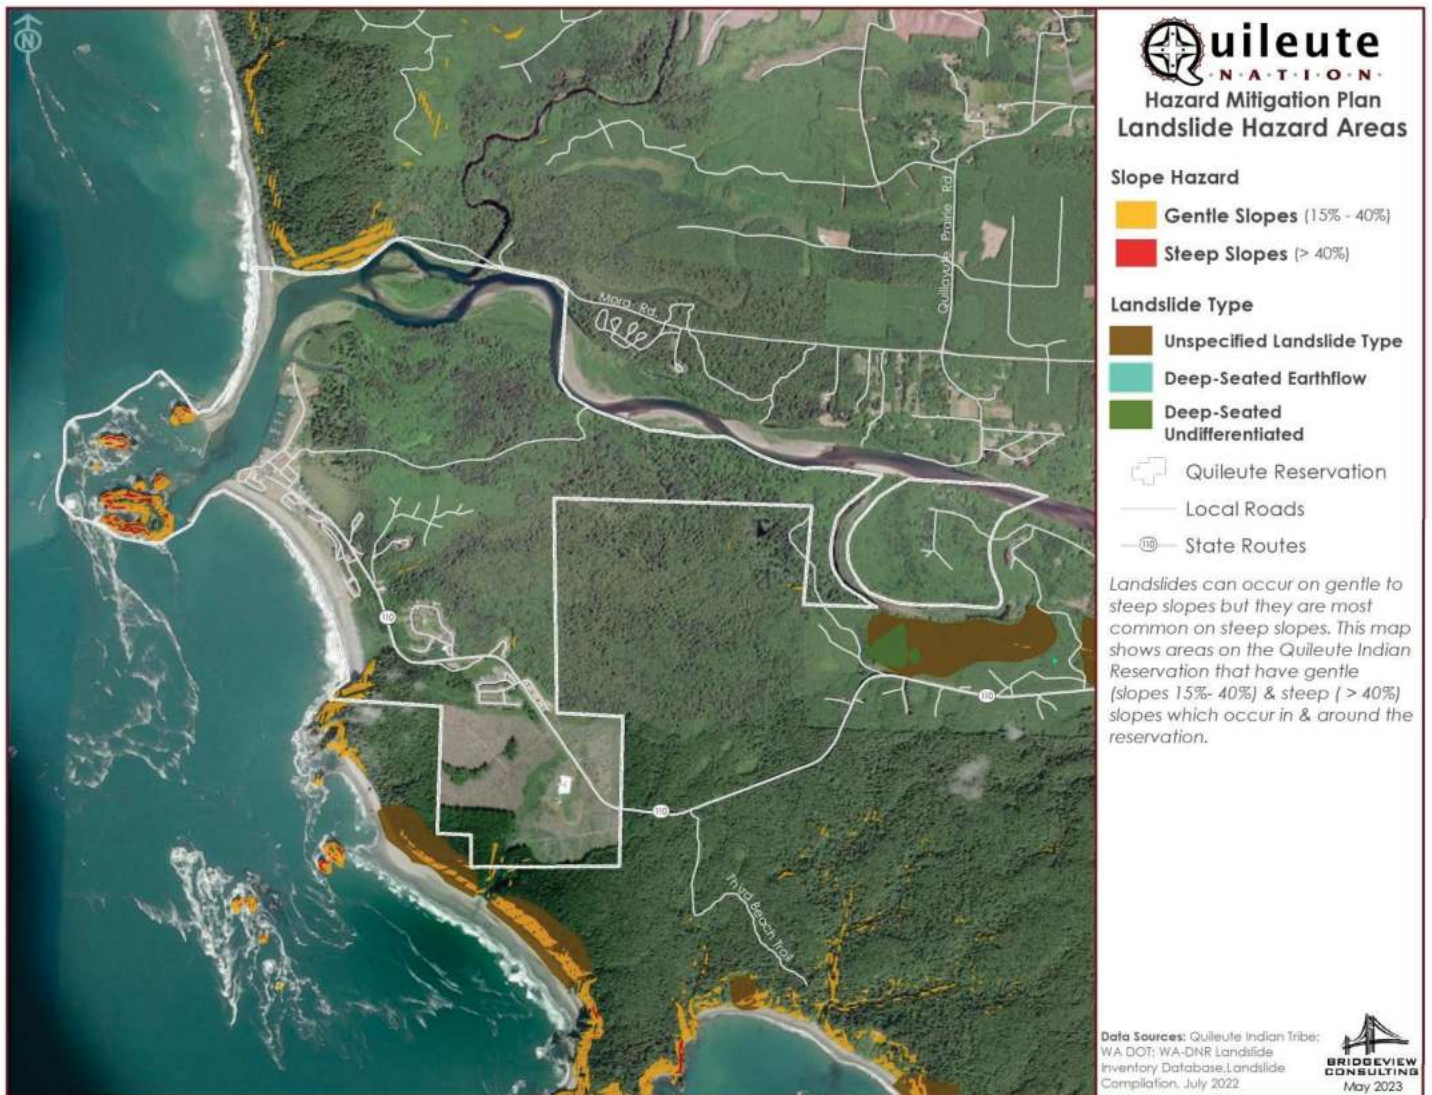 N
Quileute
NATION
Hazard Mitigation Plan
Landslide Hazard Areas
Slope Hazard
Gentle Slopes (15% - 40%)
Steep Slopes (> 40%)
Landslide Type
Unspecified Landslide Type
Deep-Seated Earthflow
Deep-Seated
Undifferentiated
Quileute Reservation
Local Roads
110 State Routes
Landslides can occur on gentle to
steep slopes but they are most
common on steep slopes. This map
shows areas on the Quileute Indian
Reservation that have gentle
(slopes 15%- 40%) & steep ( > 40%)
slopes which occur in & around the
reservation.
Data Sources: Quileute Indian Tribe;
WA DOT; WA-DNR Landslide
Inventory Database,Landslide
Compilation, July 2022
BRIDGEVIEW
CONSULTING
May 2023
Quillayute Prairie Rd.
Mora Rd.
110
110
110
Third Beach Trail